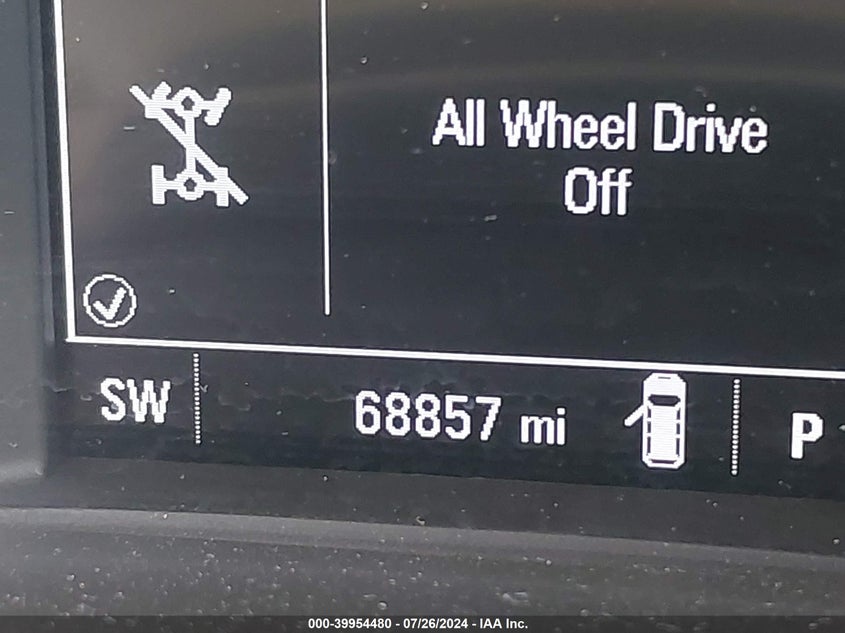 All Wheel Drive
Off
SW
68857 mi
P
000-39954480 - 07/26/2024 - IAA Inc.